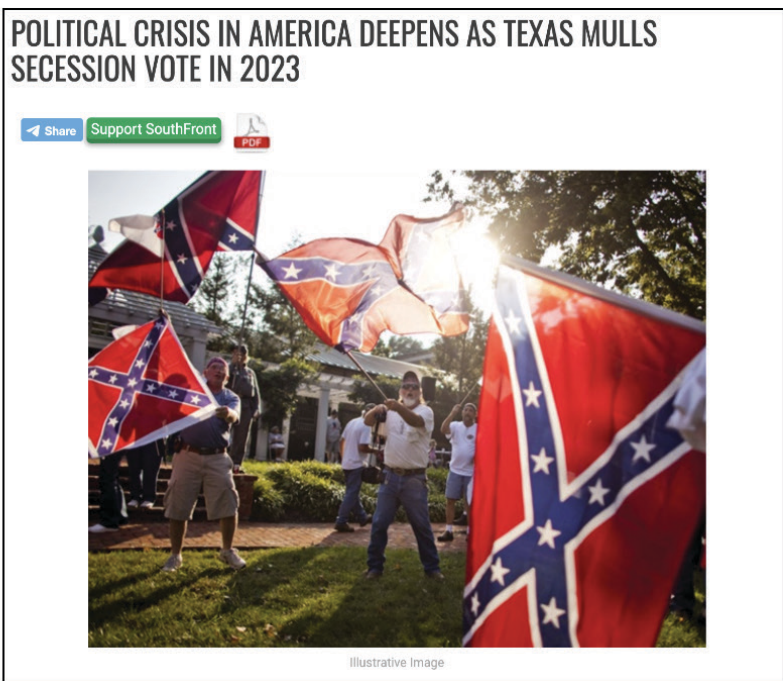 POLITICAL CRISIS IN AMERICA DEEPENS AS TEXAS MULLS
SECESSION VOTE IN 2023
Share
Support SouthFront
PDF
Illustrative Image